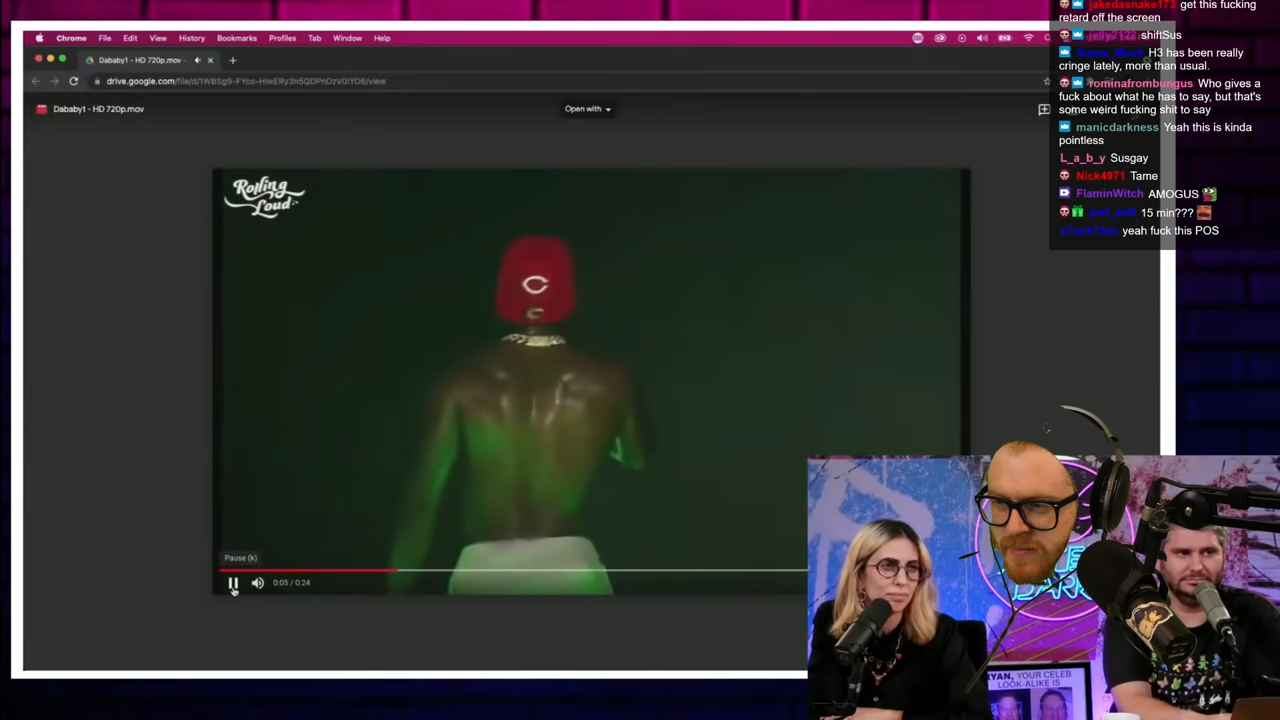 Chrome File Edit View History Bookmarks Profiles Tab Window Help
Dababy1 - HD 720p.mov
Dababy1 - HD 720p.mov
Open with
Rolling
Loud
C
Pause (k)
0:05 / 0:24
jakedasnake173 get this fucking
retard off the screen
shiftSus
H3 has been really
cringe lately, more than usual.
rominafrombungus Who gives a
fuck about what he has to say, but that's
some weird fucking shit to say
manicdarkness Yeah this is kinda
pointless
L_a_b_y Susgay
Nick4971 Tame
FlaminWitch AMOGUS
15 min???
yeah fuck this POS
RYAN, YOUR CELEB
LOOK-ALIKE IS